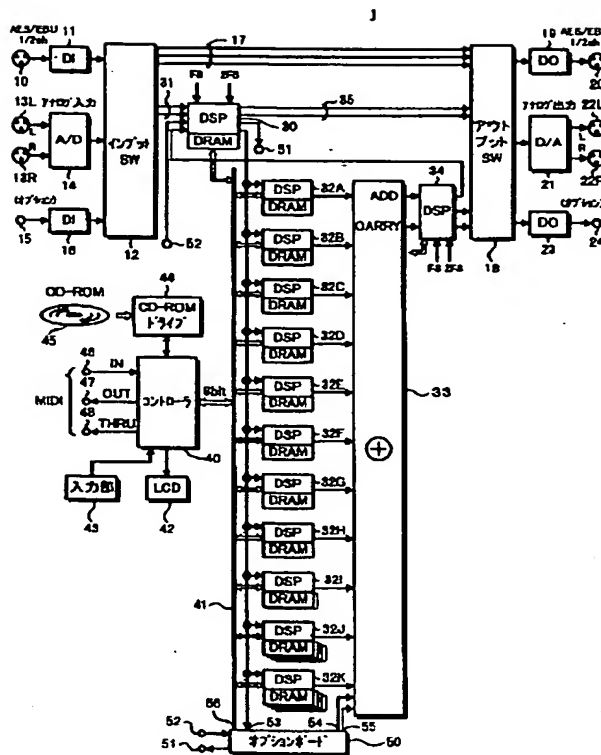 1
AES/EBU 1/2ch
11
DI
10
17
19
DO
AES/EBU 1/2ch
20
13L
アナログ入力
L
R
A/D
13R
14
インプットSW
12
31
FS
2FS
DSP
DRAM
30
35
51
52
アウトプットSW
18
アナログ出力
22L
L
R
D/A
22R
21
(オプション)
15
DI
16
34
DSP
FS
2FS
DO
23
(オプション)
24
ADD
CARRY
33
DSP
DRAM
32A
DSP
DRAM
32B
DSP
DRAM
32C
DSP
DRAM
32D
DSP
DRAM
32E
DSP
DRAM
32F
DSP
DRAM
32G
DSP
DRAM
32H
DSP
DRAM
32I
DSP
DRAM
32J
DSP
DRAM
32K
CD-ROM
45
44
CD-ROM
ドライブ
MIDI
46
IN
47
OUT
48
THRU
コントローラ
40
8bit
入力部
43
LCD
42
41
56
52
51
53
54
55
オプションボード
50